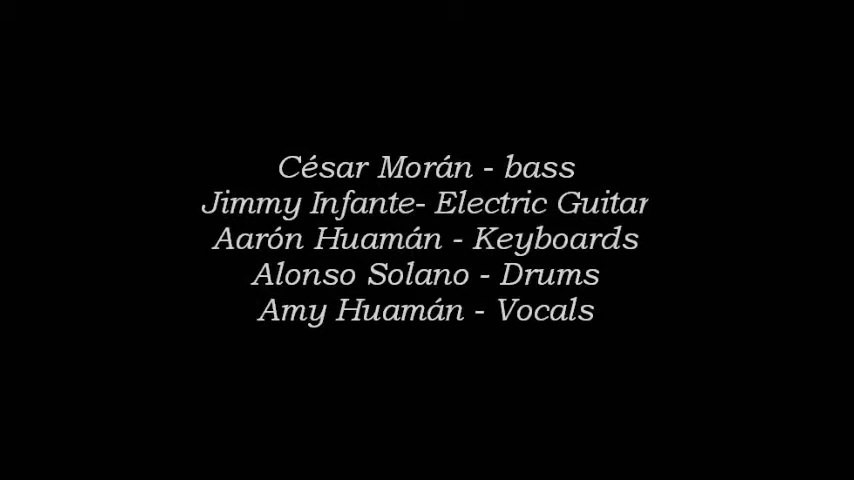 César Morán - bass
Jimmy Infante- Electric Guitar
Aarón Huamán - Keyboards
Alonso Solano - Drums
Amy Huamán - Vocals